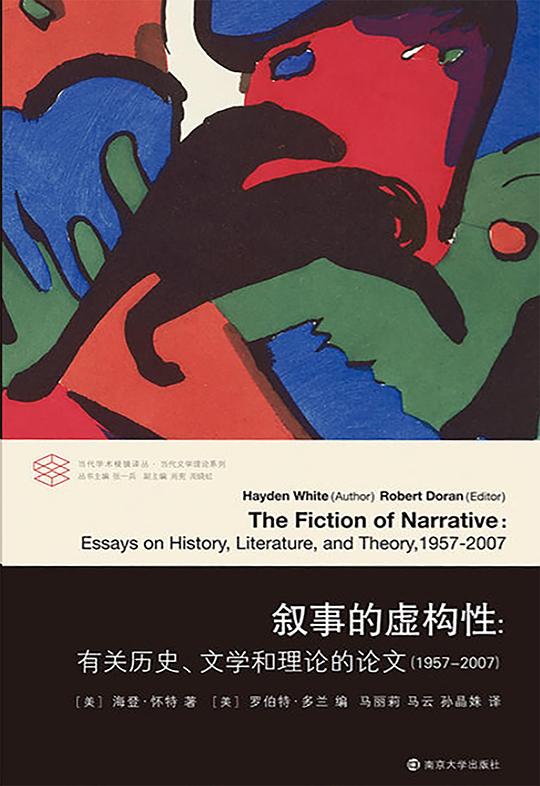 当代学术棱镜译丛·当代文学理论系列
丛书主编 张一兵 副主编 周宪 周晓虹
Hayden White (Author) Robert Doran (Editor)
The Fiction of Narrative:
Essays on History, Literature, and Theory,1957-2007
叙事的虚构性:
有关历史、文学和理论的论文(1957-2007)
[美] 海登·怀特 著 [美] 罗伯特·多兰 编 马丽莉 马云 孙晶姝 译
南京大学出版社